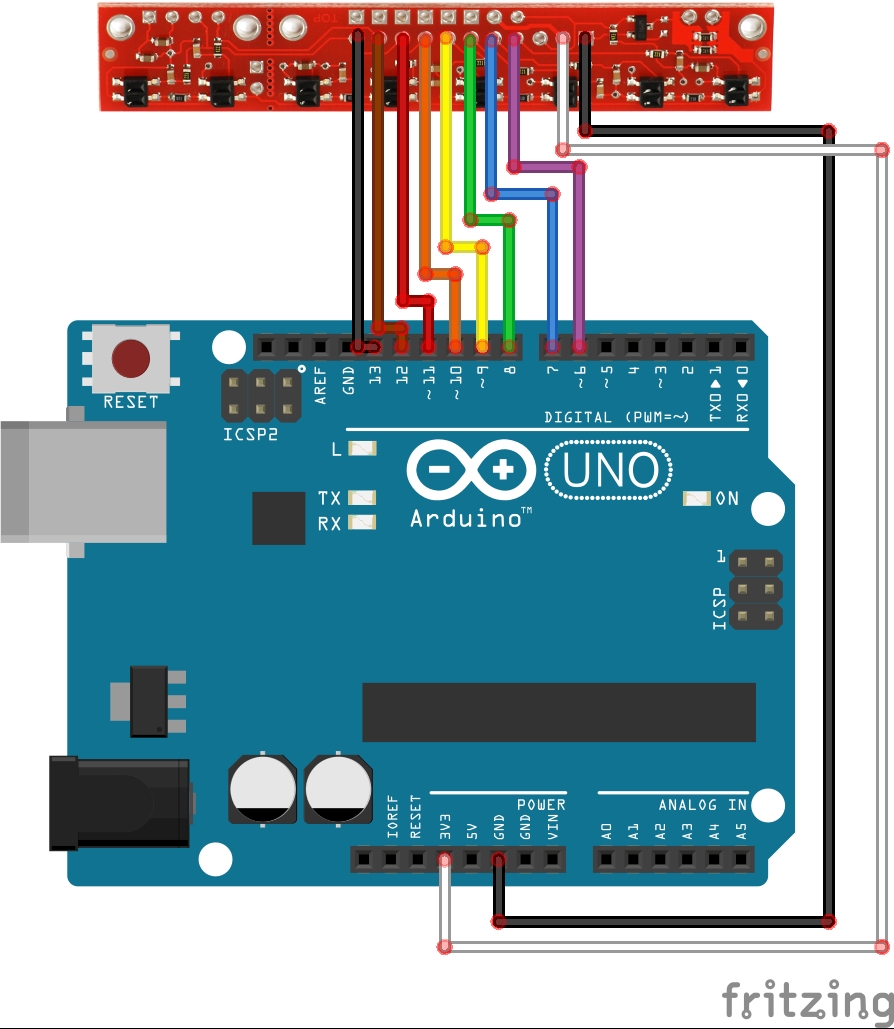 TOP
RESET
ICSP2
AREF
GND
13
12
~11
~10
~9
8
7
~6
~5
4
~3
2
TX0▶1
RX0◀0
DIGITAL (PWM=~)
L
TX
RX
UNO
ON
Arduino™
1
ICSP
POWER
ANALOG IN
IOREF
RESET
3V3
5V
GND
GND
VIN
A0
A1
A2
A3
A4
A5
fritzing